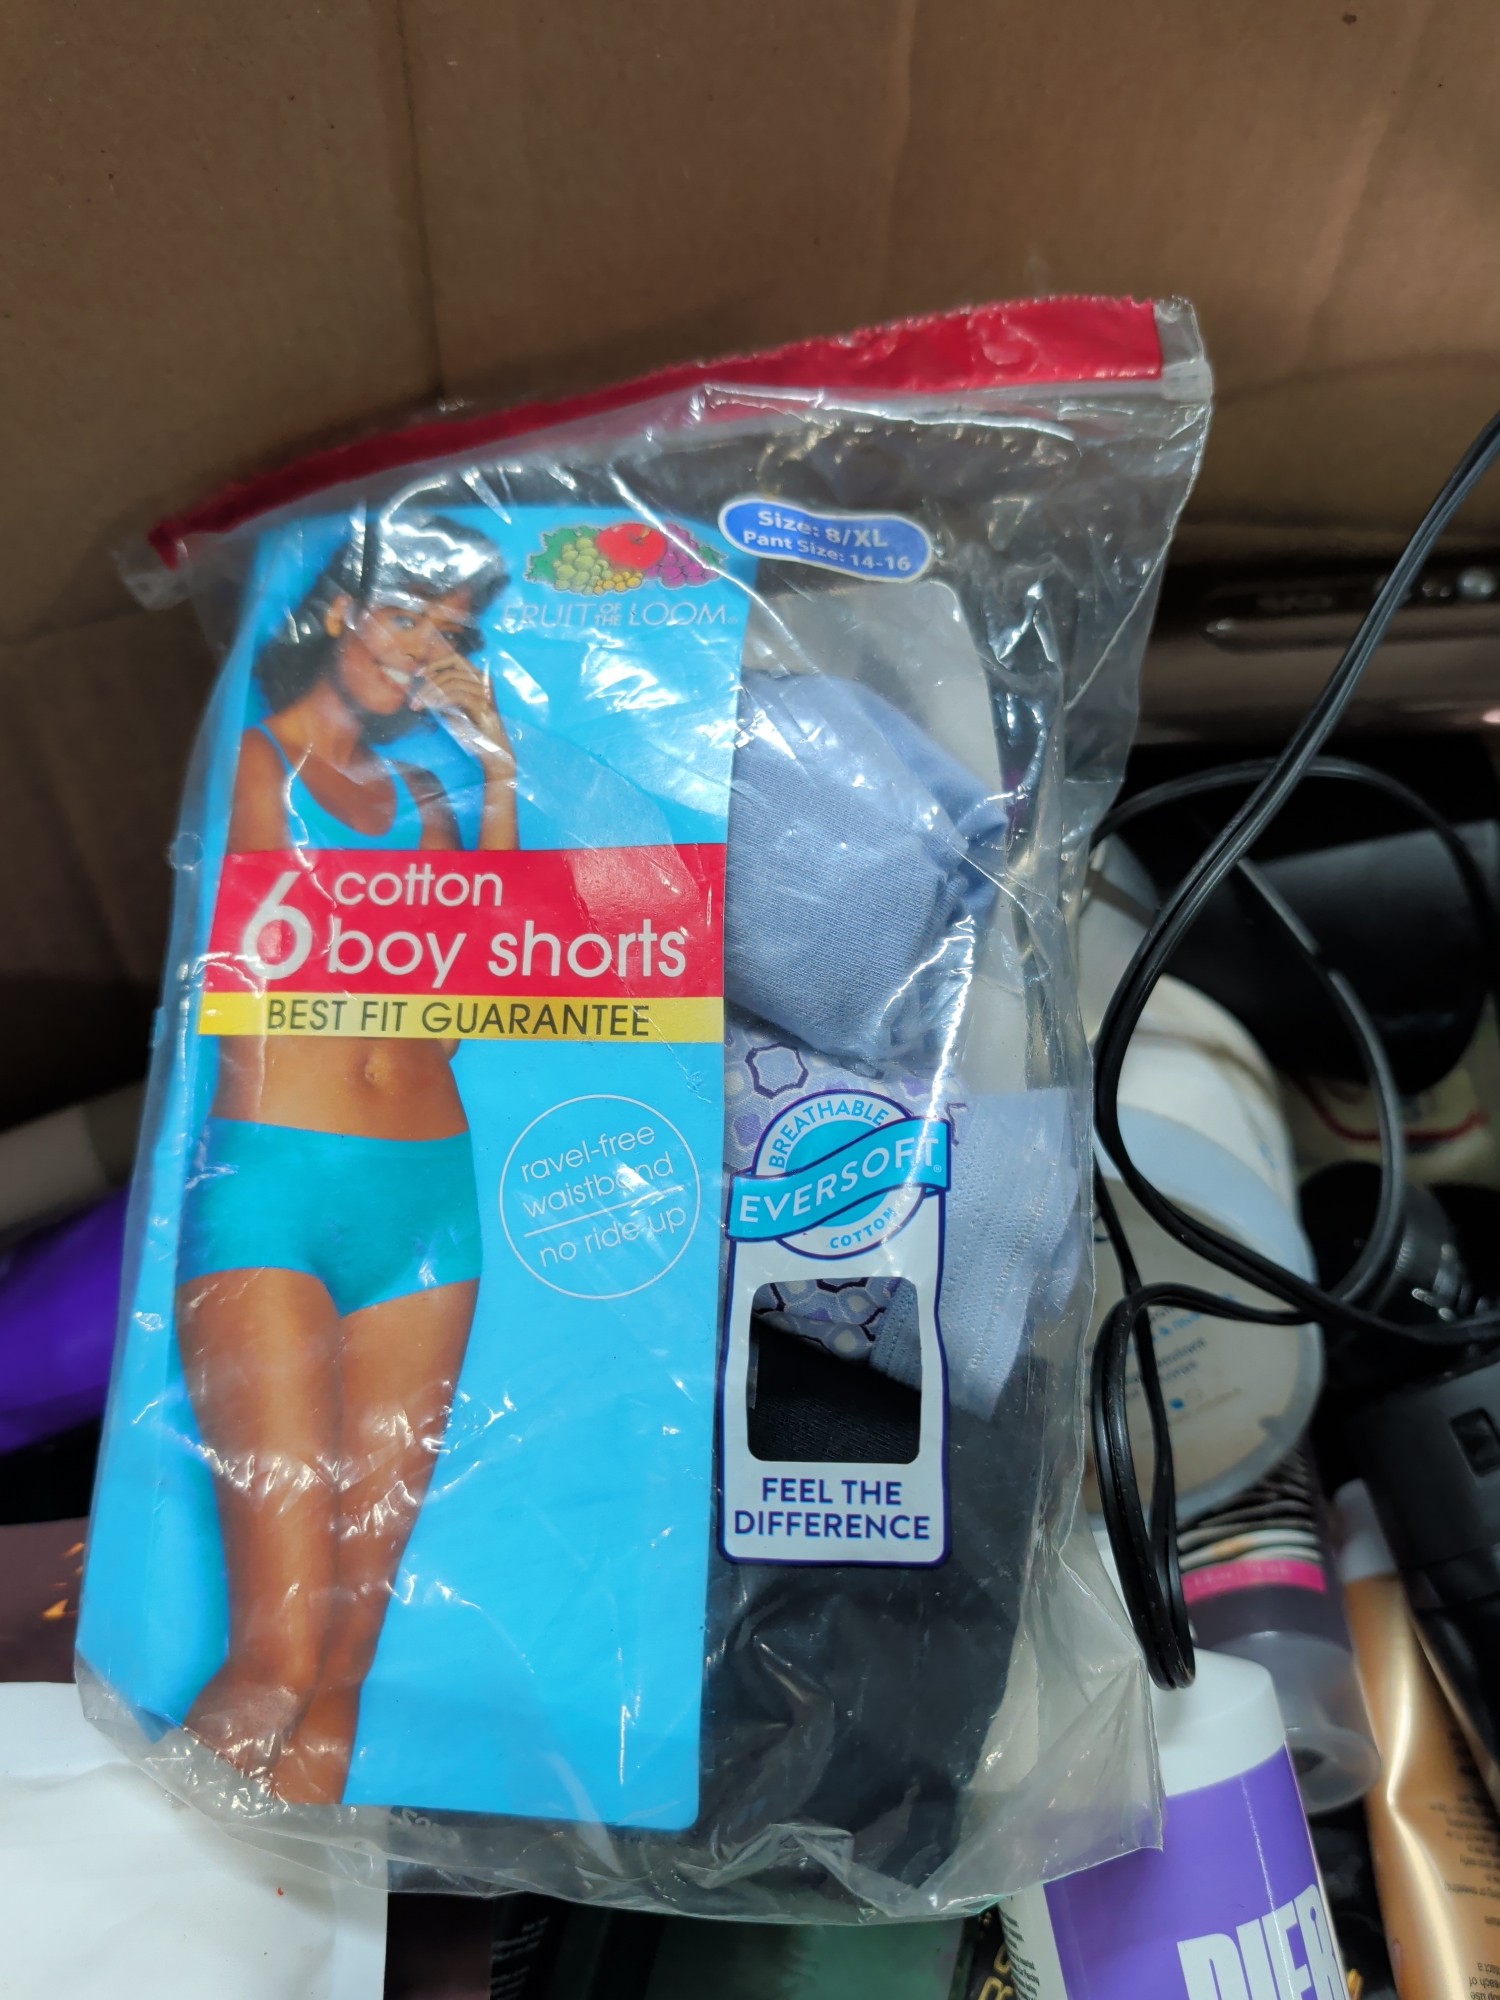 Size: 8/XL
Pant Size: 14-16
FRUIT OF THE LOOM
6 cotton
boy shorts
BEST FIT GUARANTEE
ravel-free
waistband
no ride-up
BREATHABLE
EVERSOFT®
COTTON
FEEL THE
DIFFERENCE